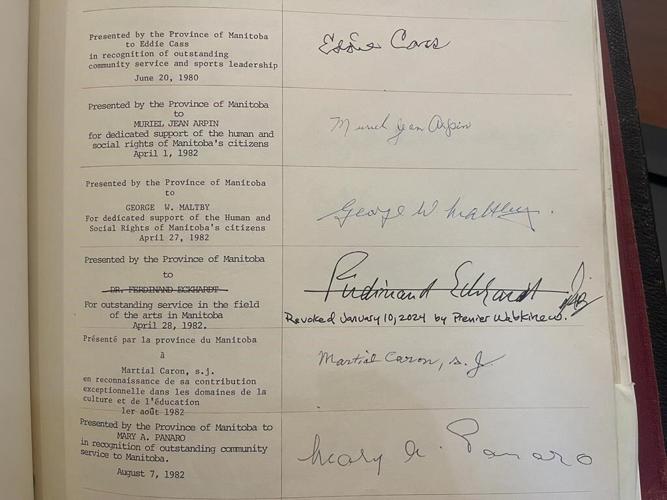 Presented by the Province of Manitoba
to Eddie Cass
in recognition of outstanding
community service and sports leadership
June 20, 1980
Eddie Cass
Presented by the Province of Manitoba
to
MURIEL JEAN ARPIN
for dedicated support of the human and
social rights of Manitoba's citizens
April 1, 1982
Muriel Jean Arpin
Presented by the Province of Manitoba
to
GEORGE W. MALTBY
For dedicated support of the Human and
Social Rights of Manitoba's citizens
April 27, 1982
George W Maltby.
Presented by the Province of Manitoba
to
DR. FERDINAND ECKHARDT
For outstanding service in the field
of the arts in Manitoba
April 28, 1982.
Ferdinand Eckhardt
Revoked January 10, 2024 by Premier Wab Kinew.
Présenté par la province du Manitoba
à
Martial Caron, s.j.
en reconnaissance de sa contribution
exceptionnelle dans les domaines de la
culture et de l'éducation
1er août 1982
Martial Caron, s.j.
Presented by the Province of Manitoba to
MARY A. PANARO
in recognition of outstanding community
service to Manitoba.
August 7, 1982
Mary A. Panaro